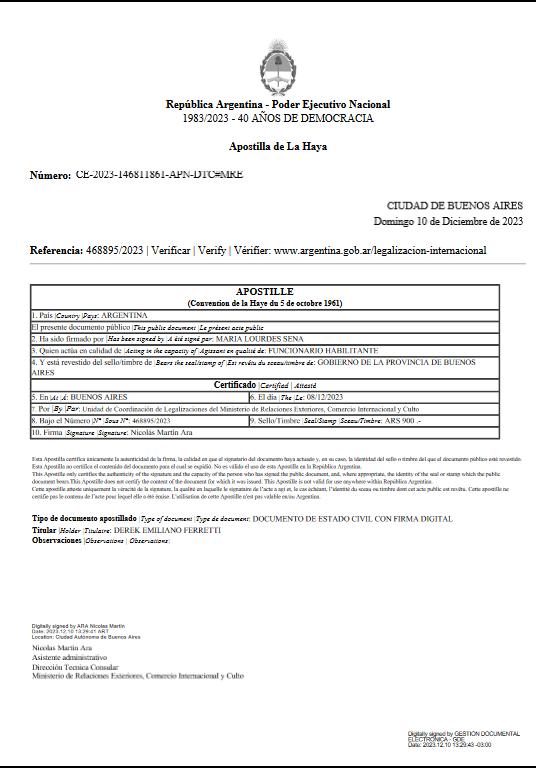 República Argentina - Poder Ejecutivo Nacional
1983/2023 - 40 AÑOS DE DEMOCRACIA
Apostilla de La Haya
Número: CE-2023-146811861-APN-DTC#MRE
CIUDAD DE BUENOS AIRES
Domingo 10 de Diciembre de 2023
Referencia: 468895/2023 | Verificar | Verify | Vérifier: www.argentina.gob.ar/legalizacion-internacional
APOSTILLE
(Convention de la Haye du 5 de octobre 1961)
1. País |Country |Pays: ARGENTINA
El presente documento público |This public document |Le présent acte public
2. Ha sido firmado por |Has been signed by |A été signé par: MARIA LOURDES SENA
3. Quien actúa en calidad de |Acting in the capacity of |Agissant en qualité de: FUNCIONARIO HABILITANTE
4. Y está revestido del sello/timbre de |Bears the seal/stamp of |Est revêtu du sceau/timbre de: GOBIERNO DE LA PROVINCIA DE BUENOS
AIRES
Certificado |Certified | Attesté
5. En |At |Á: BUENOS AIRES 6. El día |The |Le: 08/12/2023
7. Por |By |Par: Unidad de Coordinación de Legalizaciones del Ministerio de Relaciones Exteriores, Comercio Internacional y Culto
8. Bajo el Número |N° |Sous N°: 468895/2023 9. Sello/Timbre |Seal/Stamp |Sceau/Timbre: ARS 900 .-
10. Firma |Signature |Signature: Nicolás Martín Ara
Esta Apostilla certifica únicamente la autenticidad de la firma, la calidad en que el signatario del documento haya actuado y, en su caso, la identidad del sello o timbre del que el documento público esté revestido.
Esta Apostilla no certifica el contenido del documento para el cual se expidió. No es válido el uso de esta Apostilla en la República Argentina.
This Apostille only certifies the authenticity of the signature and the capacity of the person who has signed the public document, and, where appropriate, the identity of the seal or stamp which the public
document bears.This Apostille does not certify the content of the document for which it was issued. This Apostille is not valid for use anywhere within República Argentina.
Cette apostille atteste uniquement la véracité de la signature, la qualité en laquelle le signataire de l'acte a agi et, le cas échéant, l'identité du sceau ou timbre dont cet acte public est revêtu. Cette apostille ne
certifie pas le contenu de l'acte pour lequel elle a été émise. L'utilisation de cette Apostille n'est pas valable en/au Argentine.
Tipo de documento apostillado |Type of document |Type de document: DOCUMENTO DE ESTADO CIVIL CON FIRMA DIGITAL
Titular |Holder |Titulaire: DEREK EMILIANO FERRETTI
Observaciones |Observations | Observations:
Digitally signed by ARA Nicolas Martín
Date: 2023.12.10 13:29:41 ART
Location: Ciudad Autónoma de Buenos Aires
Nicolas Martin Ara
Asistente administrativo
Dirección Tecnica Consular
Ministerio de Relaciones Exteriores, Comercio Internacional y Culto
Digitally signed by GESTION DOCUMENTAL
ELECTRONICA - GDE
Date: 2023.12.10 13:29:43 -03:00